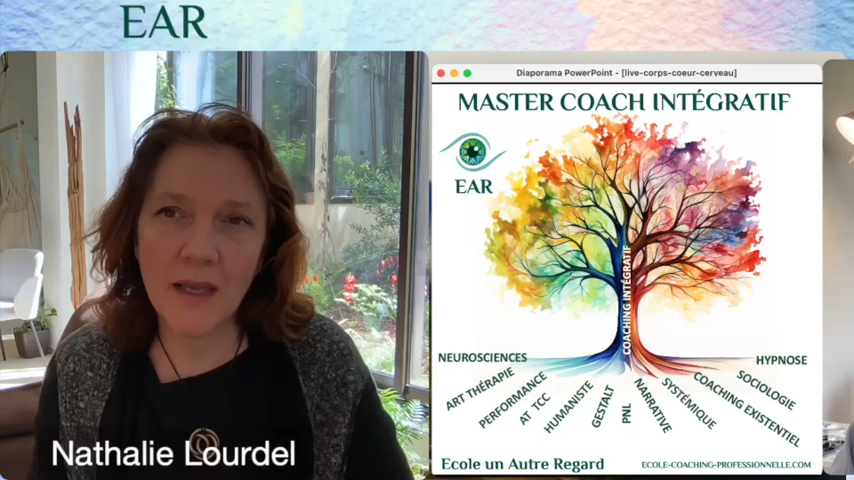 EAR
Diaporama PowerPoint - [live-corps-coeur-cerveau]
MASTER COACH INTÉGRATIF
EAR
COACHING INTÉGRATIF
NEUROSCIENCES
ART THÉRAPIE
PERFORMANCE
AT TCC
HUMANISTE
GESTALT
PNL
NARRATIVE
SYSTÉMIQUE
COACHING EXISTENTIEL
SOCIOLOGIE
HYPNOSE
Nathalie Lourdel
Ecole un Autre Regard
ECOLE-COACHING-PROFESSIONNELLE.COM